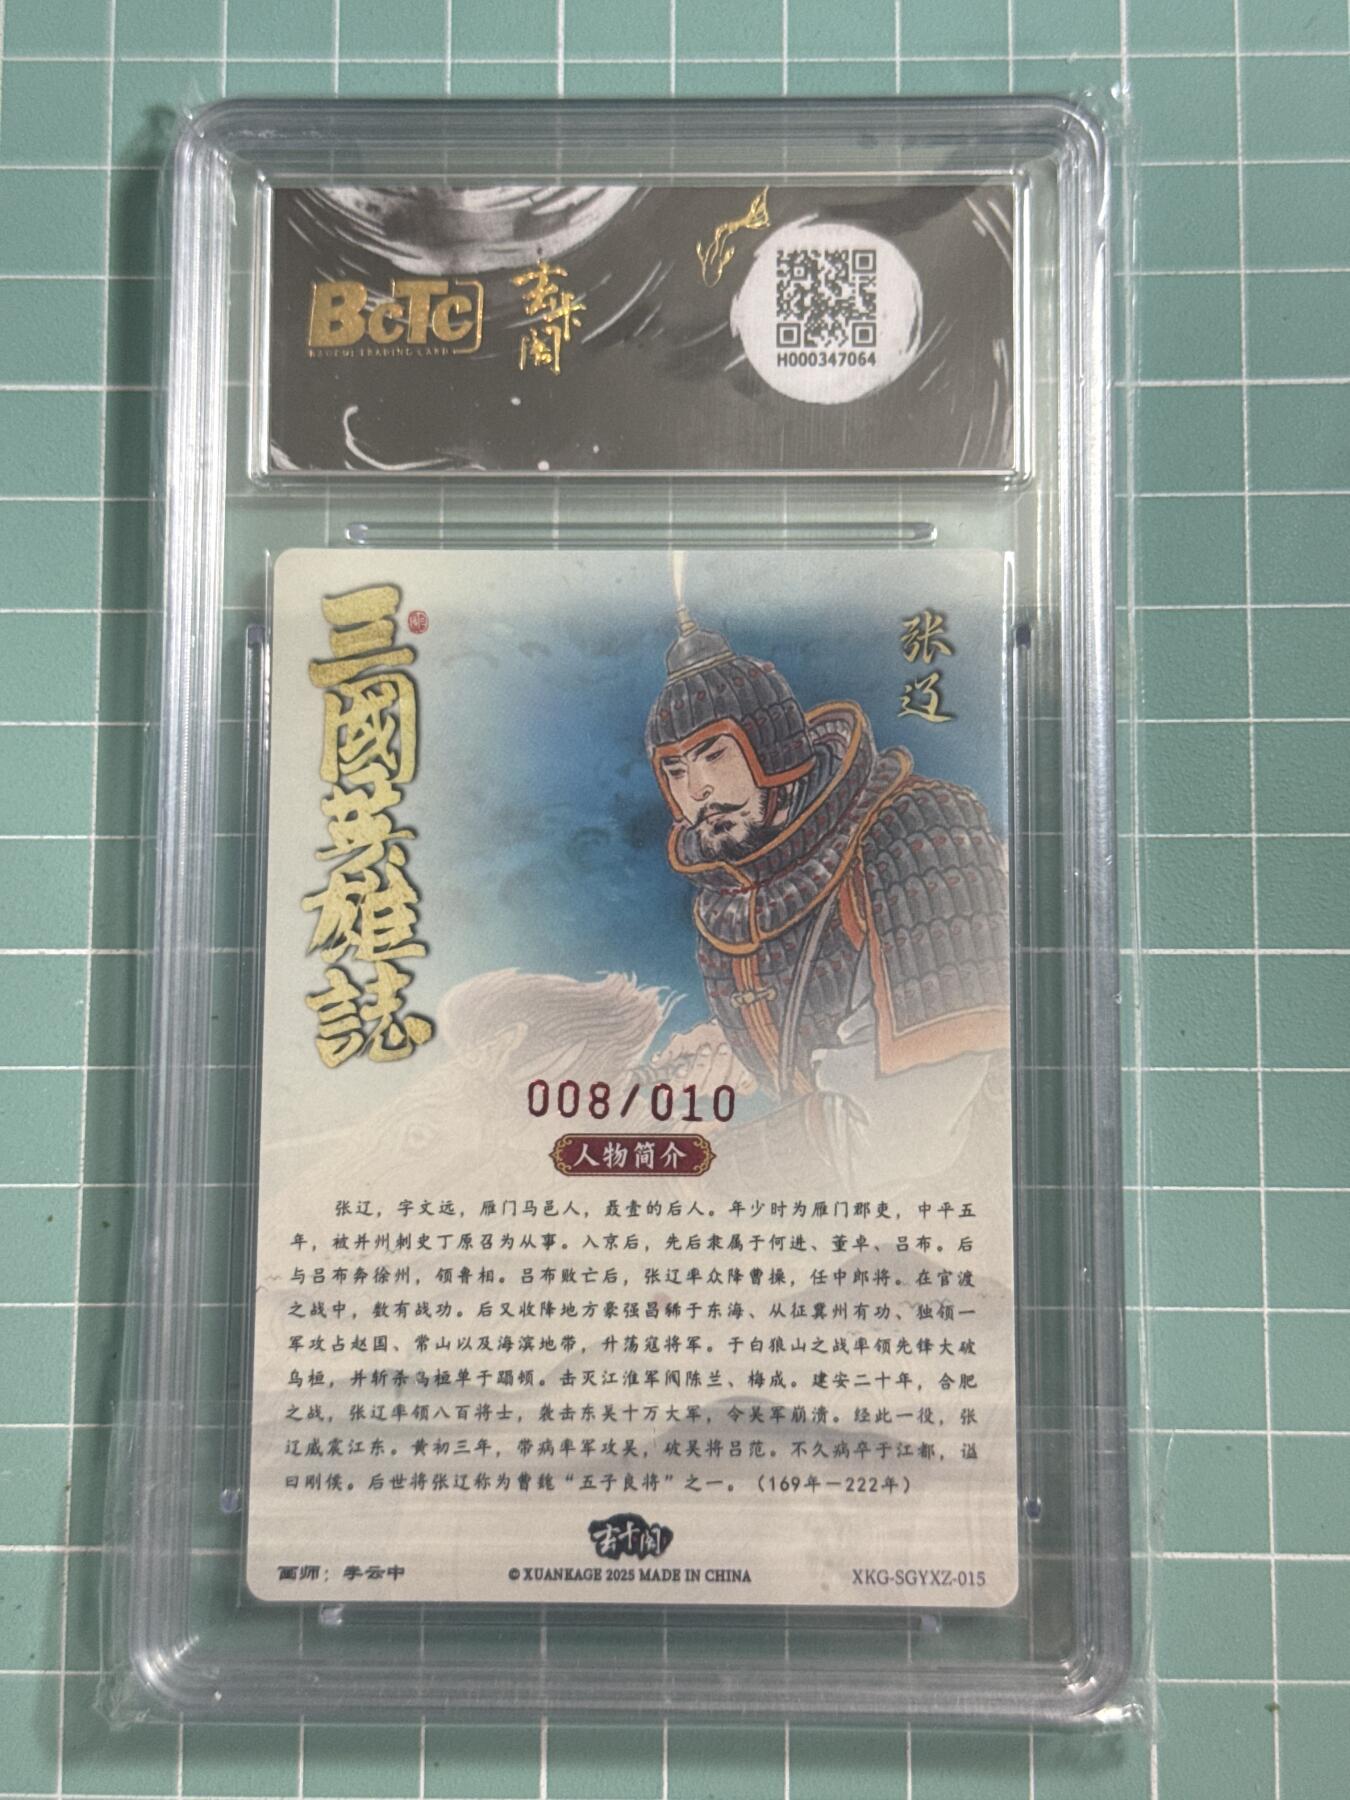 BCTC
BAOCUI TRADING CARD
玄卡阁
H000347064
三國英雄誌
张辽
008/010
人物简介
张辽，字文远，雁门马邑人，聂壹的后人。年少时为雁门郡吏，中平五
年，被并州刺史丁原召为从事。入京后，先后隶属于何进、董卓、吕布。后
与吕布奔徐州，领鲁相。吕布败亡后，张辽率众降曹操，任中郎将。在官渡
之战中，数有战功。后又收降地方豪强昌豨于东海、从征冀州有功、独领一
军攻占赵国、常山以及海滨地带，升荡寇将军。于白狼山之战率领先锋大破
乌桓，并斩杀乌桓单于蹋顿。击灭江淮军阀陈兰、梅成。建安二十年，合肥
之战，张辽率领八百将士，袭击东吴十万大军，令吴军崩溃。经此一役，张
辽威震江东。黄初三年，带病率军攻吴，破吴将吕范。不久病卒于江都，谥
曰刚侯。后世将张辽称为曹魏“五子良将”之一。（169年－222年）
玄卡阁
画师：李云中
© XUANKAGE 2025 MADE IN CHINA
XKG-SGYXZ-015